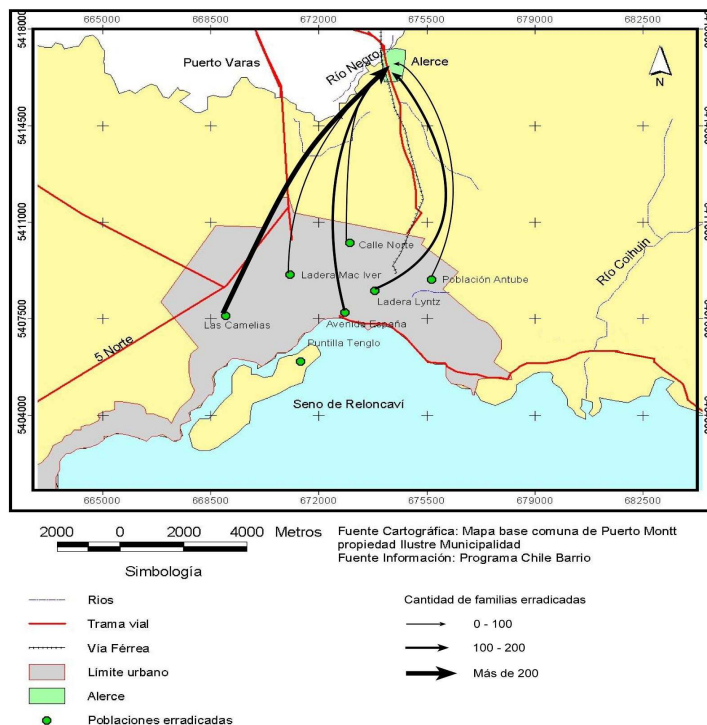 665000 668500 672000 675500 679000 682500
5418000
5418000
Puerto Varas
Río Negro
Alerce
N
5414500
5411000
Calle Norte
Ladera Mac Iver
Población Antube
Río Coihuin
Ladera Lyntz
5407500
Las Camelias
Avenida España
5 Norte
Puntilla Tenglo
Seno de Reloncaví
5404000
665000 668500 672000 675500 679000 682500
2000 0 2000 4000 Metros
Fuente Cartográfica: Mapa base comuna de Puerto Montt
propiedad Ilustre Municipalidad
Fuente Información: Programa Chile Barrio
Simbología
Rios
Trama vial
Vía Férrea
Límite urbano
Alerce
Poblaciones erradicadas
Cantidad de familias erradicadas
0 - 100
100 - 200
Más de 200